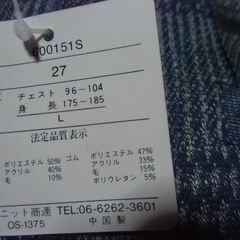 600151S
27
チェスト 96～104
身 長 175～185
L
法定品質表示
ポリエステル 50% ゴム ポリエステル 47%
アクリル 40% アクリル 33%
毛 10% 毛 15%
ポリウレタン 5%
ニット商連 TEL:06-6262-3601
OS-1375 中国製